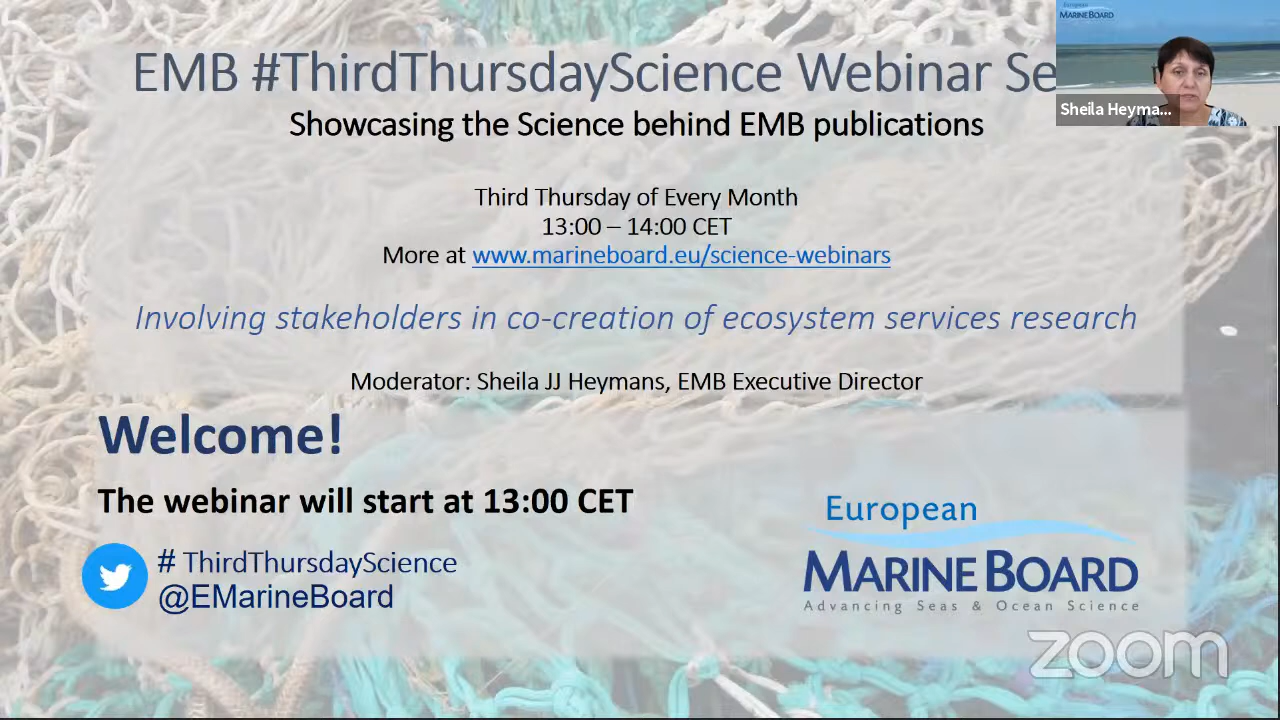 EMB #ThirdThursdayScience Webinar Se
Showcasing the Science behind EMB publications
European
MARINE BOARD
Sheila Heyma...
Third Thursday of Every Month
13:00 – 14:00 CET
More at www.marineboard.eu/science-webinars
Involving stakeholders in co-creation of ecosystem services research
Moderator: Sheila JJ Heymans, EMB Executive Director
Welcome!
The webinar will start at 13:00 CET
# ThirdThursdayScience
@EMarineBoard
European
MARINE BOARD
Advancing Seas & Ocean Science
zoom